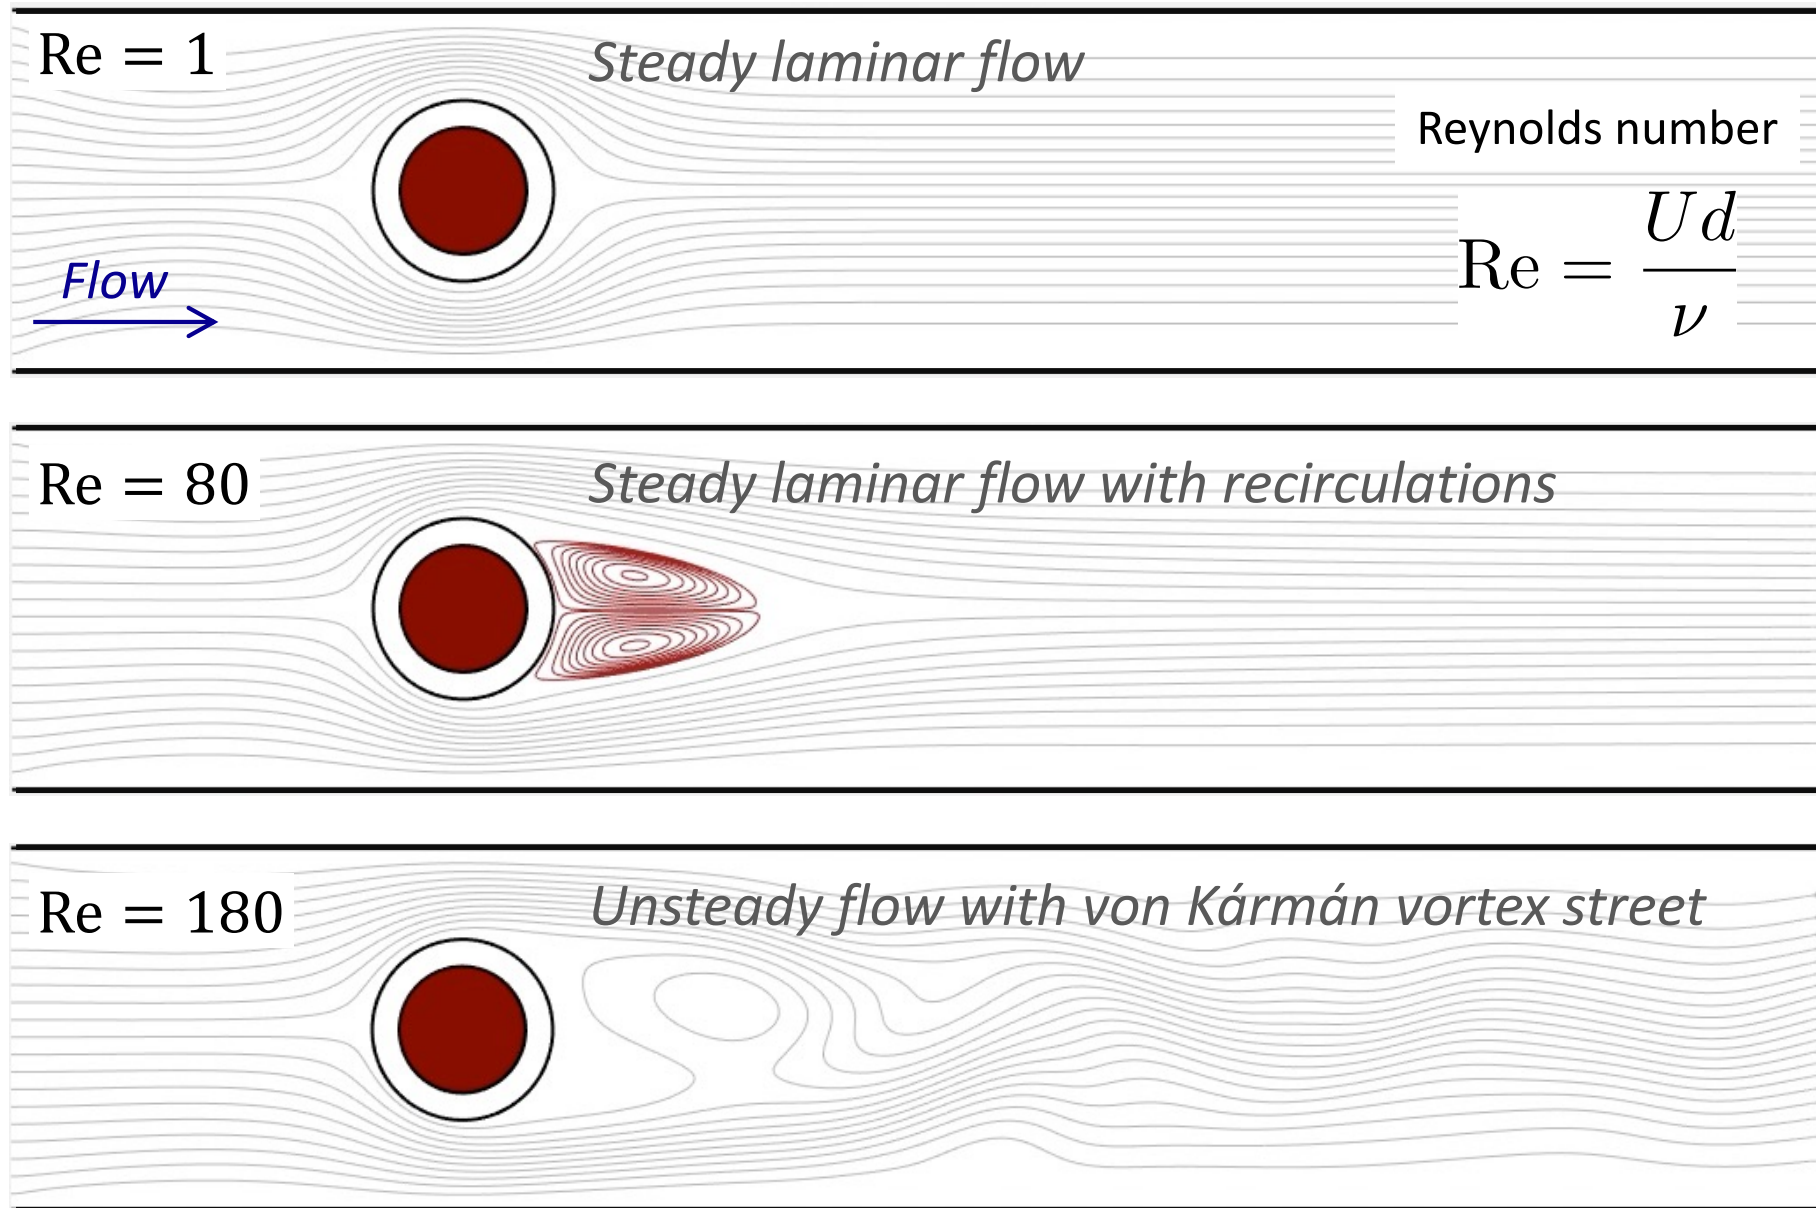 Re = 1
Steady laminar flow
Reynolds number
Re = Ud/ν
Flow
Re = 80
Steady laminar flow with recirculations
Re = 180
Unsteady flow with von Kármán vortex street